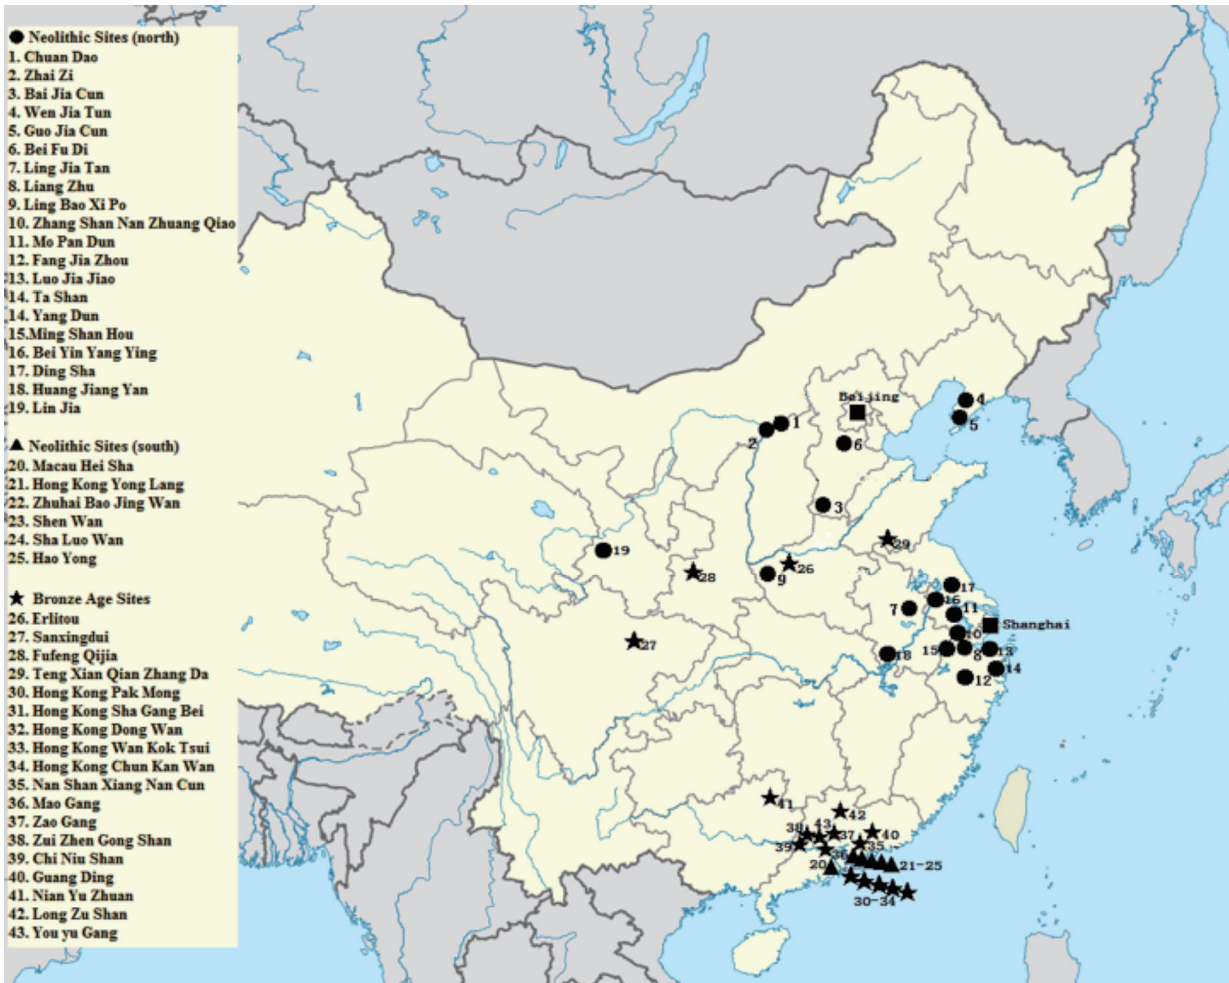 Neolithic Sites (north)
1. Chuan Dao
2. Zhai Zi
3. Bai Jia Cun
4. Wen Jia Tun
5. Guo Jia Cun
6. Bei Fu Di
7. Ling Jia Tan
8. Liang Zhu
9. Ling Bao Xi Po
10. Zhang Shan Nan Zhuang Qiao
11. Mo Pan Dun
12. Fang Jia Zhou
13. Luo Jia Jiao
14. Ta Shan
14. Yang Dun
15.Ming Shan Hou
16. Bei Yin Yang Ying
17. Ding Sha
18. Huang Jiang Yan
19. Lin Jia
Neolithic Sites (south)
20. Macau Hei Sha
21. Hong Kong Yong Lang
22. Zhuhai Bao Jing Wan
23. Shen Wan
24. Sha Luo Wan
25. Hao Yong
Bronze Age Sites
26. Erlitou
27. Sanxingdui
28. Fufeng Qijia
29. Teng Xian Qian Zhang Da
30. Hong Kong Pak Mong
31. Hong Kong Sha Gang Bei
32. Hong Kong Dong Wan
33. Hong Kong Wan Kok Tsui
34. Hong Kong Chun Kan Wan
35. Nan Shan Xiang Nan Cun
36. Mao Gang
37. Zao Gang
38. Zui Zhen Gong Shan
39. Chi Niu Shan
40. Guang Ding
41. Nian Yu Zhuan
42. Long Zu Shan
43. You yu Gang
Beijing
4
1
5
2
6
3
29
19
26
28
9
17
16
7
11
Shanghai
10
27
15
8
13
18
14
12
41
42
43
38
37
40
39
35
36
20
21-25
30-34